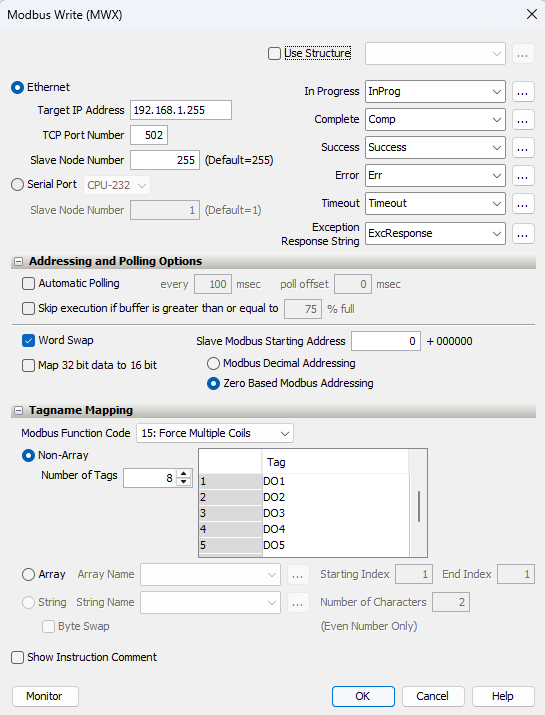 Modbus Write (MWX)
Use Structure
...
Ethernet
In Progress InProg ...
Target IP Address 192.168.1.255
Complete Comp ...
TCP Port Number 502
Success Success ...
Slave Node Number 255 (Default=255)
Error Err ...
Serial Port CPU-232
Timeout Timeout ...
Slave Node Number 1 (Default=1)
Exception
Response String ExcResponse ...
Addressing and Polling Options
Automatic Polling every 100 msec poll offset 0 msec
Skip execution if buffer is greater than or equal to 75 % full
Word Swap
Slave Modbus Starting Address 0 + 000000
Map 32 bit data to 16 bit
Modbus Decimal Addressing
Zero Based Modbus Addressing
Tagname Mapping
Modbus Function Code 15: Force Multiple Coils
Non-Array
Number of Tags 8
Tag
1 DO1
2 DO2
3 DO3
4 DO4
5 DO5
Array Array Name ... Starting Index 1 End Index 1
String String Name ... Number of Characters 2
Byte Swap (Even Number Only)
Show Instruction Comment
Monitor OK Cancel Help